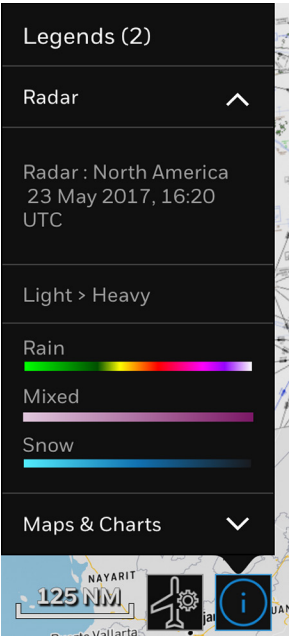 Legends (2)
Radar
Radar : North America
23 May 2017, 16:20
UTC
Light > Heavy
Rain
Mixed
Snow
Maps & Charts
NAYARIT
125 NM
i
Vallarta